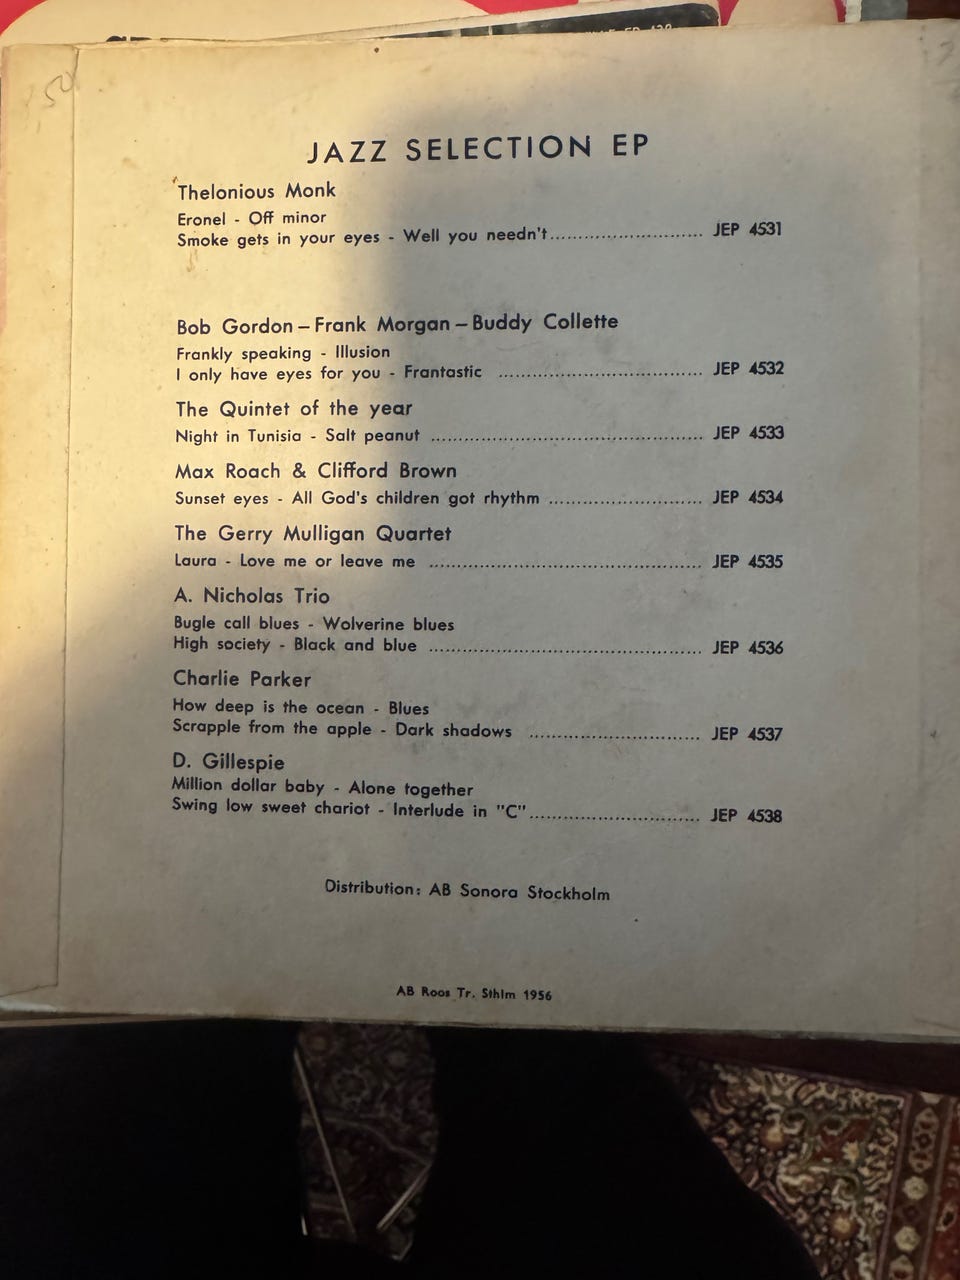 JAZZ SELECTION EP
Thelonious Monk
Eronel - Off minor
Smoke gets in your eyes - Well you needn't.......................... JEP 4531
Bob Gordon – Frank Morgan – Buddy Collette
Frankly speaking - Illusion
I only have eyes for you - Frantastic .................................. JEP 4532
The Quintet of the year
Night in Tunisia - Salt peanut ............................................. JEP 4533
Max Roach & Clifford Brown
Sunset eyes - All God's children got rhythm ......................... JEP 4534
The Gerry Mulligan Quartet
Laura - Love me or leave me ............................................. JEP 4535
A. Nicholas Trio
Bugle call blues - Wolverine blues
High society - Black and blue ............................................. JEP 4536
Charlie Parker
How deep is the ocean - Blues
Scrapple from the apple - Dark shadows ............................ JEP 4537
D. Gillespie
Million dollar baby - Alone together
Swing low sweet chariot - Interlude in "C"............................ JEP 4538
Distribution: AB Sonora Stockholm
AB Roos Tr. Sthlm 1956